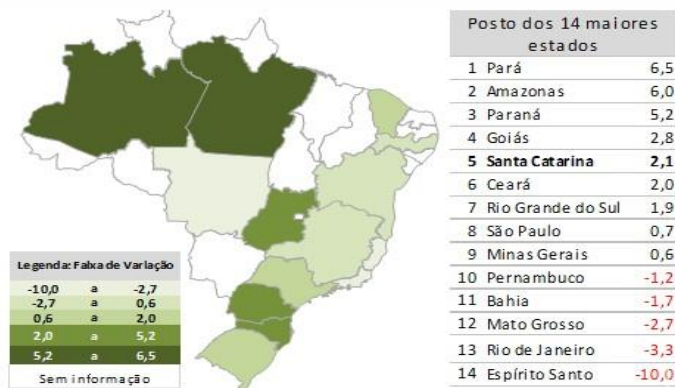 Posto dos 14 maiores
estados
1 Pará 6,5
2 Amazonas 6,0
3 Paraná 5,2
4 Goiás 2,8
5 Santa Catarina 2,1
6 Ceará 2,0
7 Rio Grande do Sul 1,9
8 São Paulo 0,7
9 Minas Gerais 0,6
10 Pernambuco -1,2
11 Bahia -1,7
12 Mato Grosso -2,7
13 Rio de Janeiro -3,3
14 Espírito Santo -10,0
Legenda: Faixa de Variação
-10,0 a -2,7
-2,7 a 0,6
0,6 a 2,0
2,0 a 5,2
5,2 a 6,5
Sem informação